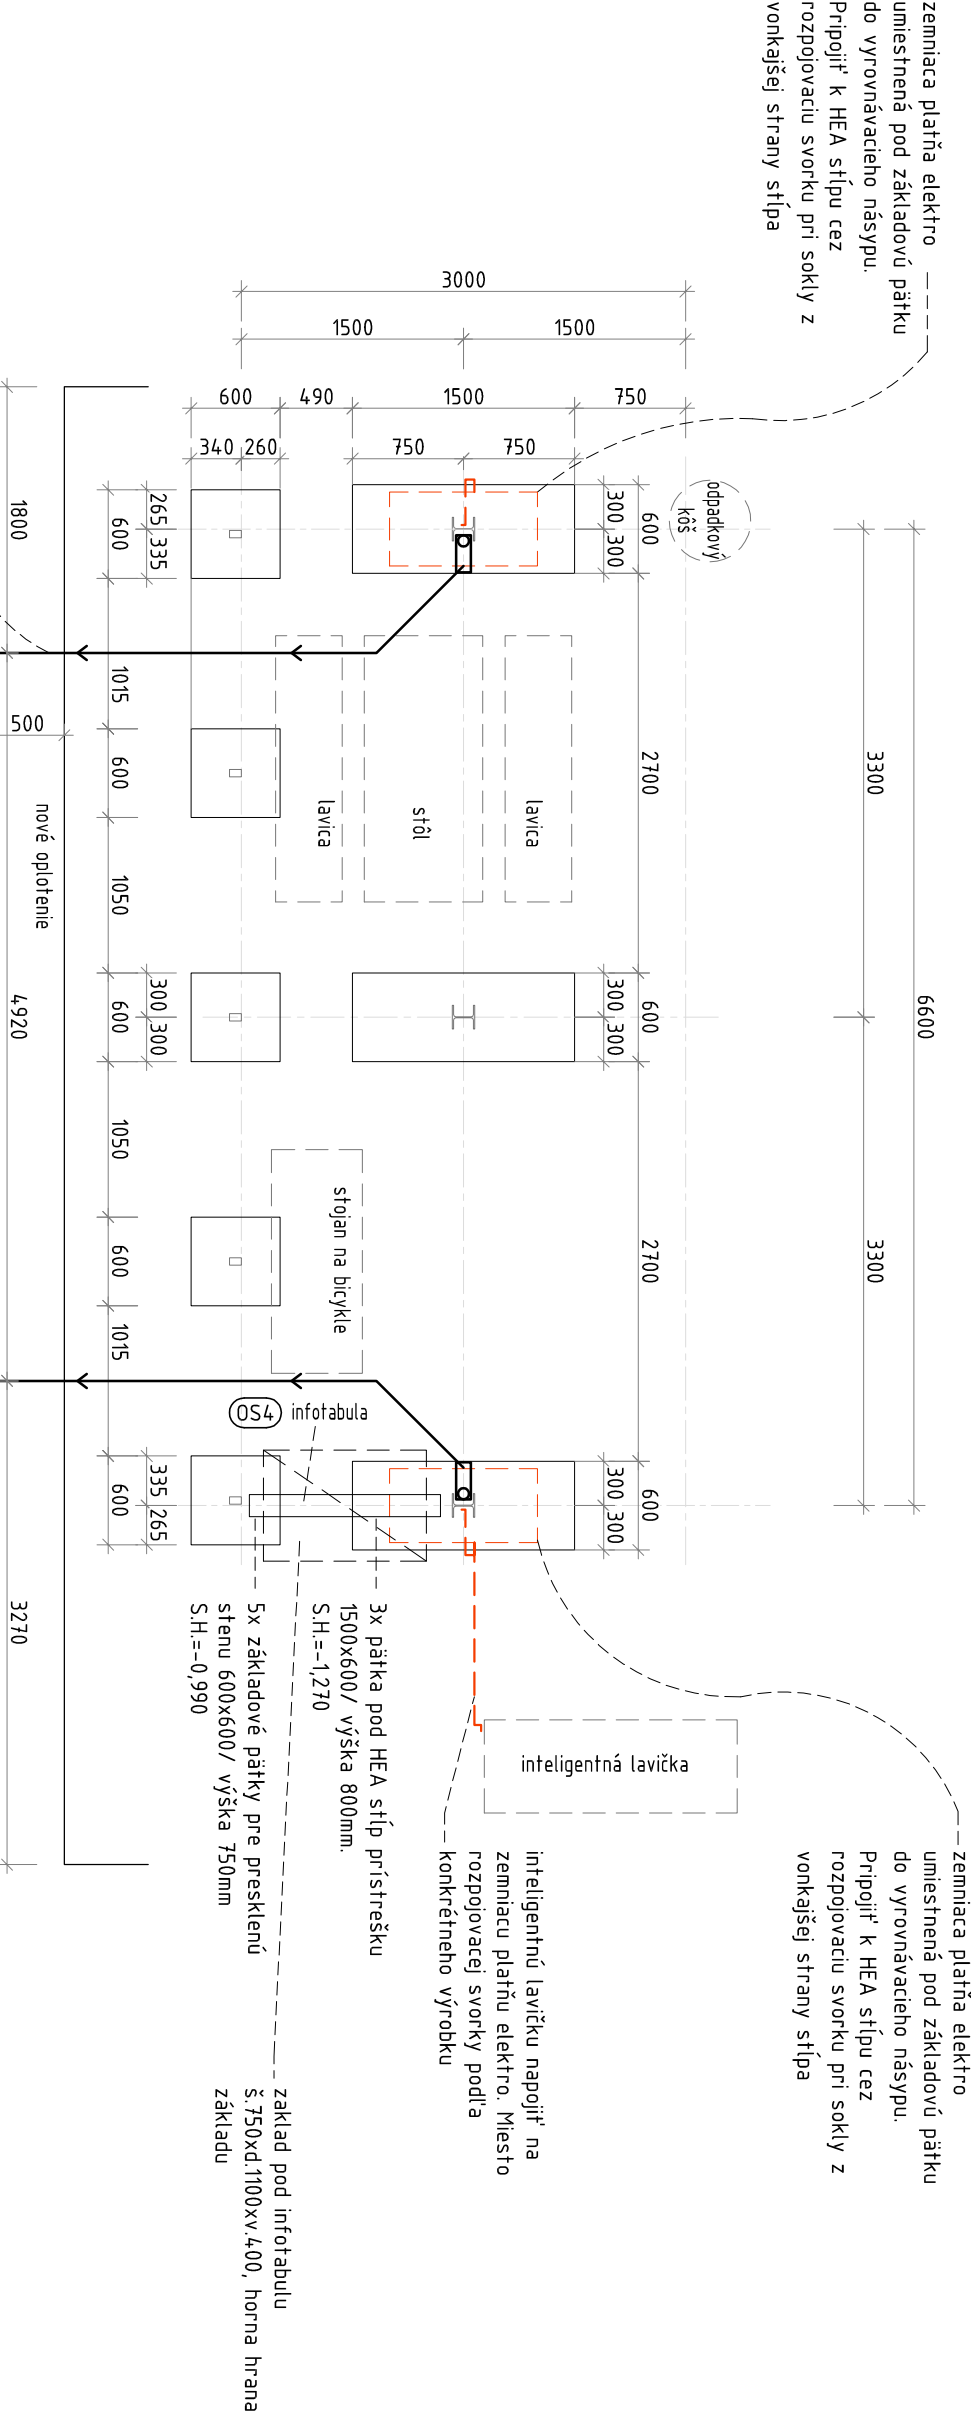 zemniaca platňa elektro
umiestnená pod základovú pätku
do vyrovnávacieho násypu.
Pripojiť k HEA stĺpu cez
rozpojovaciu svorku pri sokly z
vonkajšej strany stĺpa
3000
1500
1500
600
490
1500
750
340
260
750
750
odpadkový
kôš
265
335
600
300
300
600
1800
1015
500
600
2700
3300
lavica
stôl
lavica
nové oplotenie
1050
4920
300
300
600
300
300
600
6600
1050
stojan na bicykle
600
2700
3300
1015
OS4
infotabula
335
265
600
300
300
600
3270
3x pätka pod HEA stĺp prístrešku
1500x600/ výška 800mm.
S.H.=-1,270
5x základové pätky pre presklenú
stenu 600x600/ výška 750mm
S.H.=-0,990
inteligentná lavička
inteligentnú lavičku napojiť na
zemniacu platňu elektro. Miesto
rozpojovacej svorky podľa
konkrétneho výrobku
zemniaca platňa elektro
umiestnená pod základovú pätku
do vyrovnávacieho násypu.
Pripojiť k HEA stĺpu cez
rozpojovaciu svorku pri sokly z
vonkajšej strany stĺpa
zaklad pod infotabulu
š.750xd.1100xv.400, horna hrana
základu